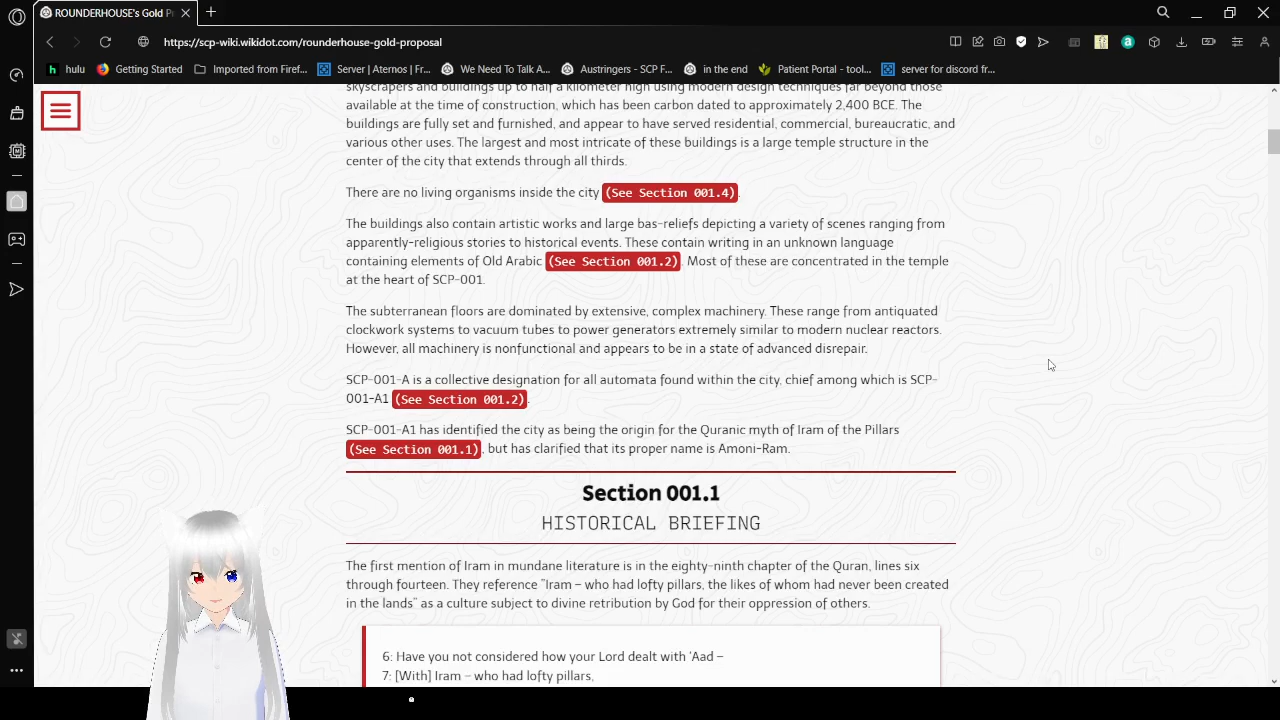 ROUNDERHOUSE's Gold P
https://scp-wiki.wikidot.com/rounderhouse-gold-proposal
hulu
Getting Started
Imported from Firef...
Server | Aternos | Fr...
We Need To Talk A...
Austringers - SCP F...
in the end
Patient Portal - tool...
server for discord fr...
skyscrapers and buildings up to half a kilometer high using modern design techniques far beyond those
available at the time of construction, which has been carbon dated to approximately 2,400 BCE. The
buildings are fully set and furnished, and appear to have served residential, commercial, bureaucratic, and
various other uses. The largest and most intricate of these buildings is a large temple structure in the
center of the city that extends through all thirds.
There are no living organisms inside the city (See Section 001.4).
The buildings also contain artistic works and large bas-reliefs depicting a variety of scenes ranging from
apparently-religious stories to historical events. These contain writing in an unknown language
containing elements of Old Arabic (See Section 001.2). Most of these are concentrated in the temple
at the heart of SCP-001.
The subterranean floors are dominated by extensive, complex machinery. These range from antiquated
clockwork systems to vacuum tubes to power generators extremely similar to modern nuclear reactors.
However, all machinery is nonfunctional and appears to be in a state of advanced disrepair.
SCP-001-A is a collective designation for all automata found within the city, chief among which is SCP-
001-A1 (See Section 001.2).
SCP-001-A1 has identified the city as being the origin for the Quranic myth of Iram of the Pillars
(See Section 001.1), but has clarified that its proper name is Amoni-Ram.
Section 001.1
HISTORICAL BRIEFING
The first mention of Iram in mundane literature is in the eighty-ninth chapter of the Quran, lines six
through fourteen. They reference "Iram – who had lofty pillars, the likes of whom had never been created
in the lands" as a culture subject to divine retribution by God for their oppression of others.
6: Have you not considered how your Lord dealt with 'Aad –
7: [With] Iram – who had lofty pillars,